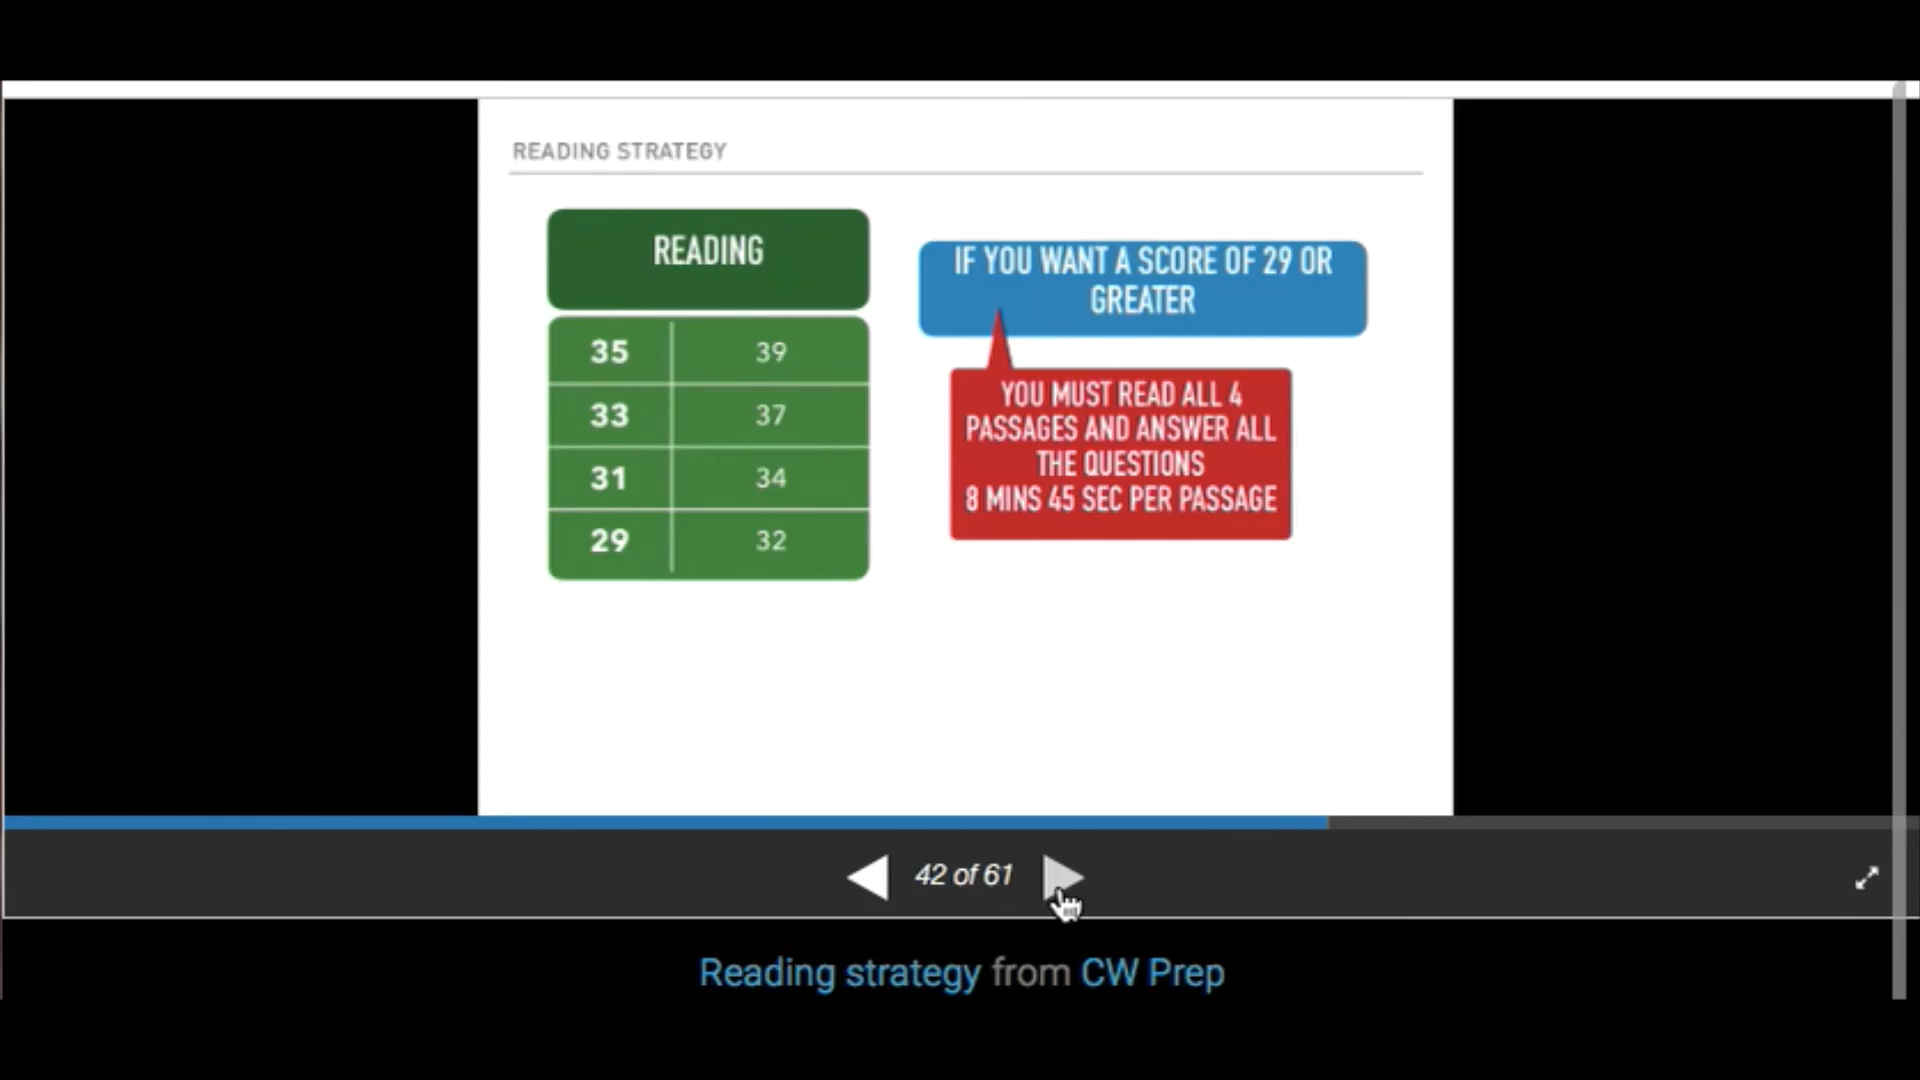 READING STRATEGY
READING
35 39
33 37
31 34
29 32
IF YOU WANT A SCORE OF 29 OR
GREATER
YOU MUST READ ALL 4
PASSAGES AND ANSWER ALL
THE QUESTIONS
8 MINS 45 SEC PER PASSAGE
42 of 61
Reading strategy from CW Prep